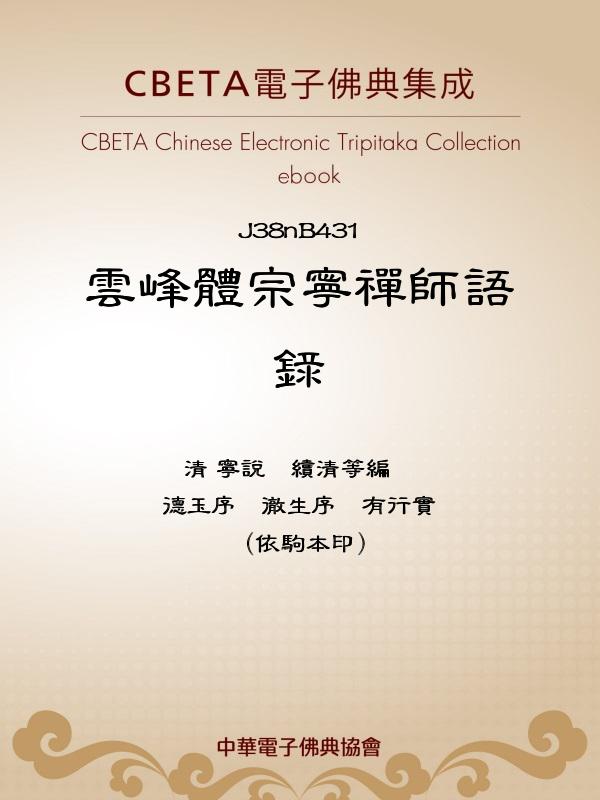 CBETA電子佛典集成
CBETA Chinese Electronic Tripitaka Collection
ebook
J38nB431
雲峰體宗寧禪師語
錄
清 寧說　續清等編
德玉序　澈生序　有行實
(依駒本印)
中華電子佛典協會